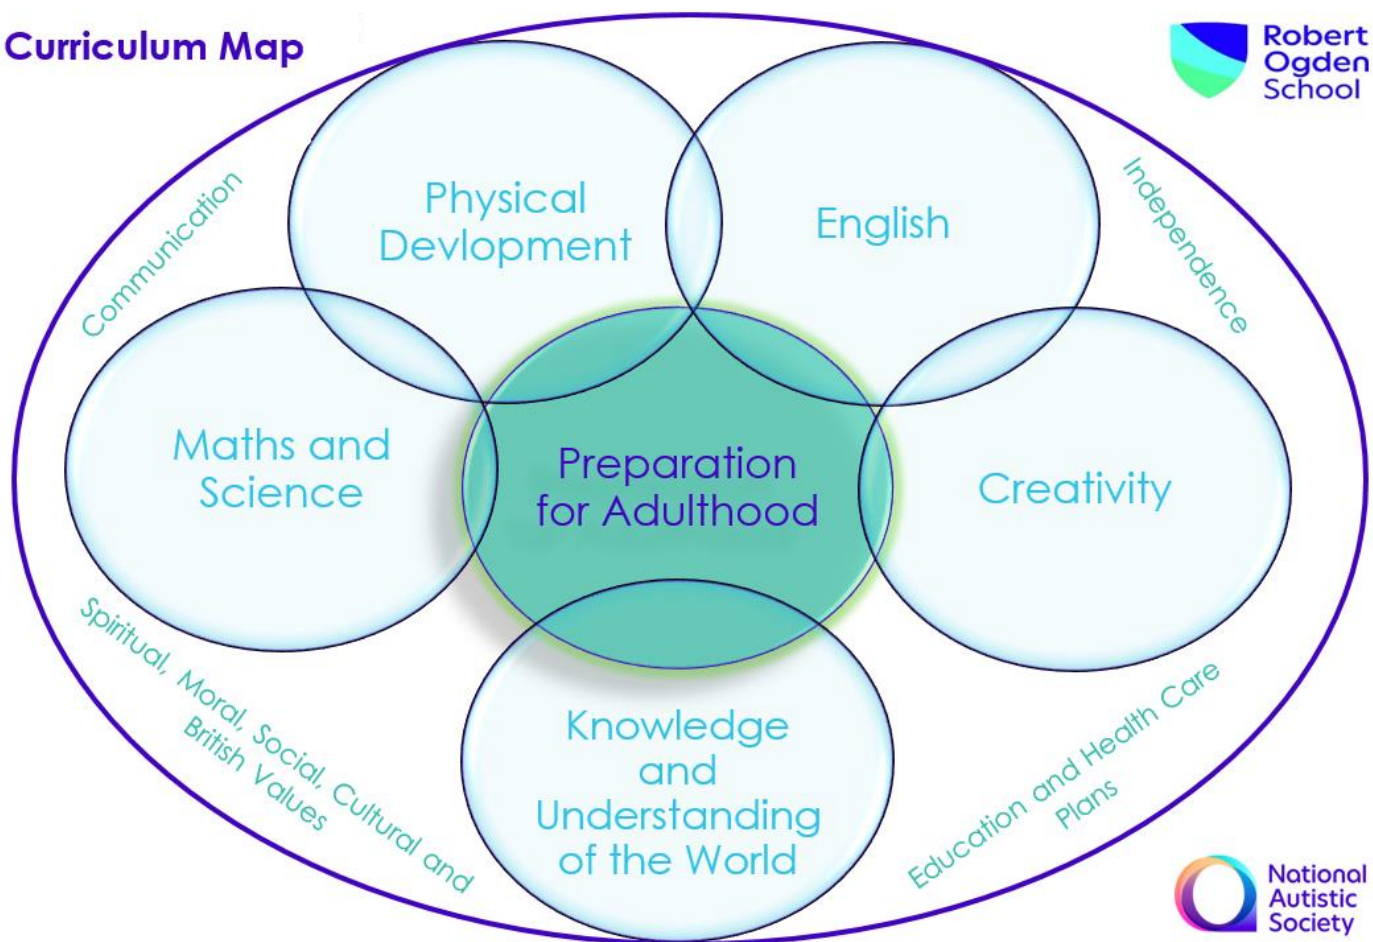 Curriculum Map
Robert
Ogden
School
Communication
Physical
Devlopment
English
Independence
Maths and
Science
Preparation
for Adulthood
Creativity
Spiritual, Moral, Social, Cultural and
British Values
Knowledge
and
Understanding
of the World
Education and Health Care
Plans
National
Autistic
Society